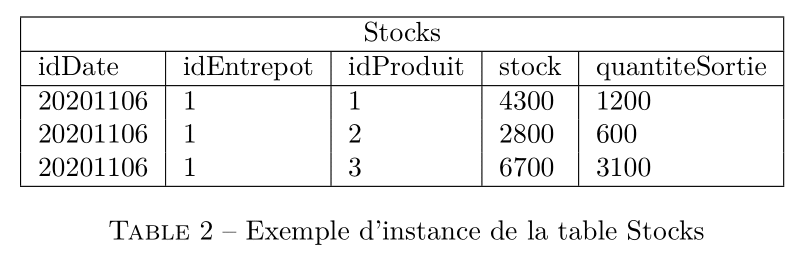 Stocks
idDate idEntrepot idProduit stock quantiteSortie
20201106 1 1 4300 1200
20201106 1 2 2800 600
20201106 1 3 6700 3100
TABLE 2 – Exemple d'instance de la table Stocks